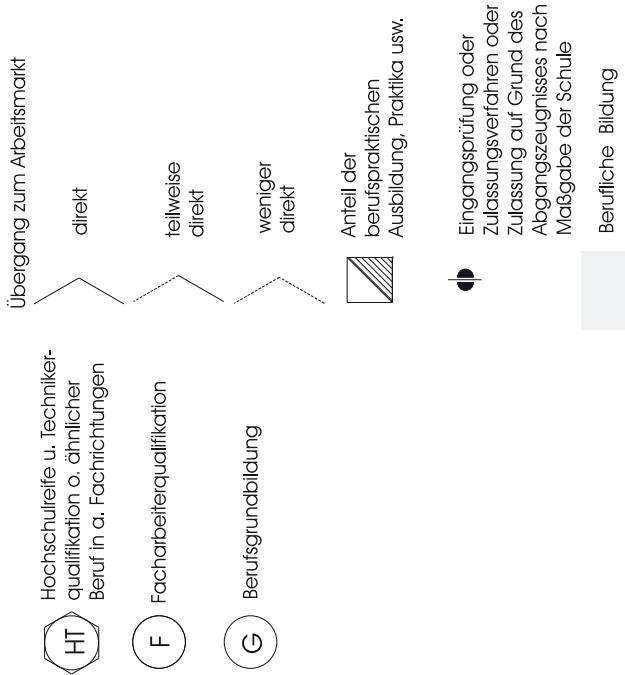 HT
Hochschulreife u. Techniker-
qualifikation o. ähnlicher
Beruf in a. Fachrichtungen
F
Facharbeiterqualifikation
G
Berufsgrundbildung
Übergang zum Arbeitsmarkt
direkt
teilweise
direkt
weniger
direkt
Anteil der
berufspraktischen
Ausbildung, Praktika usw.
Eingangsprüfung oder
Zulassungsverfahren oder
Zulassung auf Grund des
Abgangszeugnisses nach
Maßgabe der Schule
Berufliche Bildung